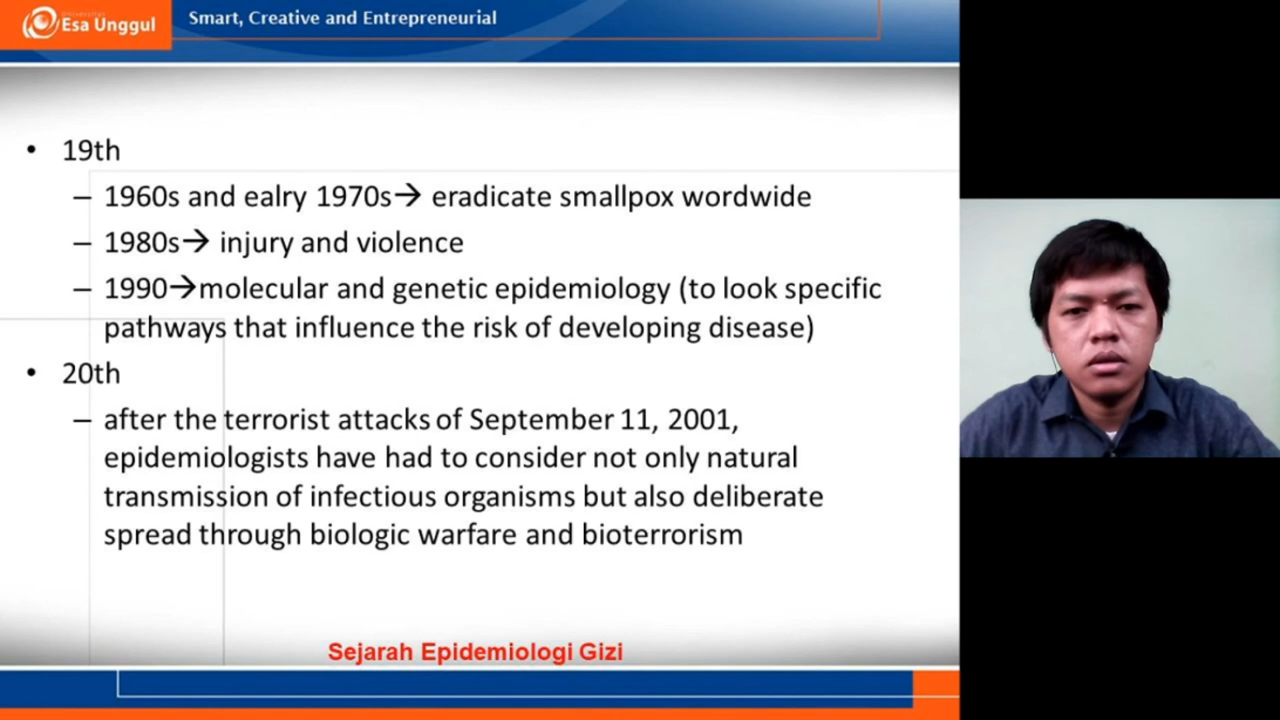 Universitas
Esa Unggul
Smart, Creative and Entrepreneurial
• 19th
– 1960s and ealry 1970s→ eradicate smallpox wordwide
– 1980s→ injury and violence
– 1990→molecular and genetic epidemiology (to look specific
pathways that influence the risk of developing disease)
• 20th
– after the terrorist attacks of September 11, 2001,
epidemiologists have had to consider not only natural
transmission of infectious organisms but also deliberate
spread through biologic warfare and bioterrorism
Sejarah Epidemiologi Gizi